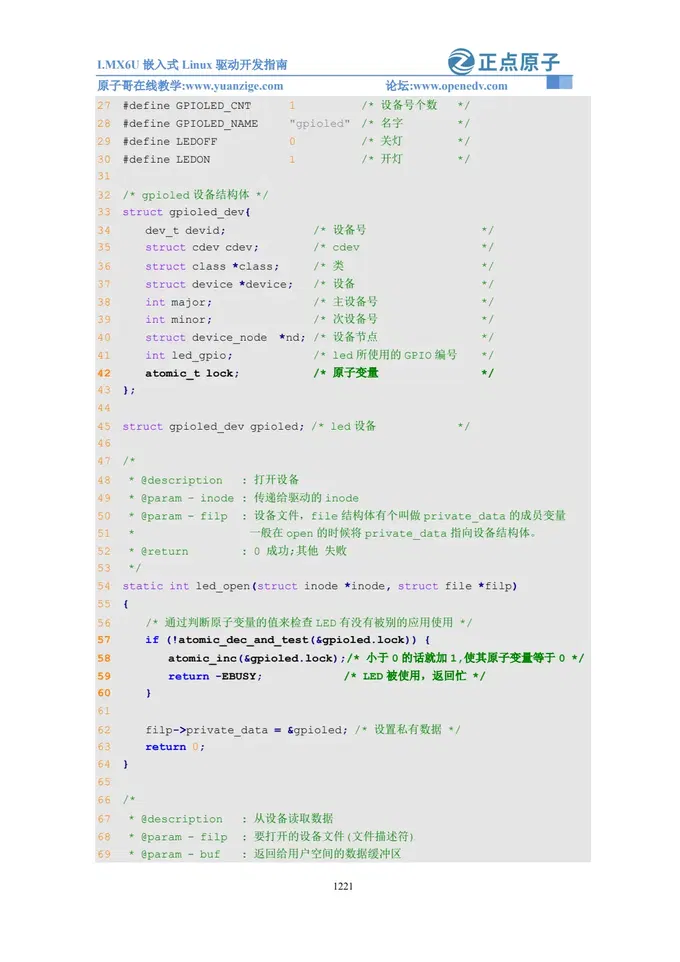 I.MX6U 嵌入式 Linux 驱动开发指南
正点原子
原子哥在线教学:www.yuanzige.com 论坛:www.openedv.com
27 #define GPIOLED_CNT 1 /* 设备号个数 */
28 #define GPIOLED_NAME "gpioled" /* 名字 */
29 #define LEDOFF 0 /* 关灯 */
30 #define LEDON 1 /* 开灯 */
31
32 /* gpioled 设备结构体 */
33 struct gpioled_dev{
34 dev_t devid; /* 设备号 */
35 struct cdev cdev; /* cdev */
36 struct class *class; /* 类 */
37 struct device *device; /* 设备 */
38 int major; /* 主设备号 */
39 int minor; /* 次设备号 */
40 struct device_node *nd; /* 设备节点 */
41 int led_gpio; /* led 所使用的 GPIO 编号 */
42 atomic_t lock; /* 原子变量 */
43 };
44
45 struct gpioled_dev gpioled; /* led 设备 */
46
47 /*
48 * @description : 打开设备
49 * @param - inode : 传递给驱动的 inode
50 * @param - filp : 设备文件，file 结构体有个叫做 private_data 的成员变量
51 * 一般在 open 的时候将 private_data 指向设备结构体。
52 * @return : 0 成功;其他 失败
53 */
54 static int led_open(struct inode *inode, struct file *filp)
55 {
56 /* 通过判断原子变量的值来检查 LED 有没有被别的应用使用 */
57 if (!atomic_dec_and_test(&gpioled.lock)) {
58 atomic_inc(&gpioled.lock);/* 小于 0 的话就加 1,使其原子变量等于 0 */
59 return -EBUSY; /* LED 被使用，返回忙 */
60 }
61
62 filp->private_data = &gpioled; /* 设置私有数据 */
63 return 0;
64 }
65
66 /*
67 * @description : 从设备读取数据
68 * @param - filp : 要打开的设备文件(文件描述符)
69 * @param - buf : 返回给用户空间的数据缓冲区
1221